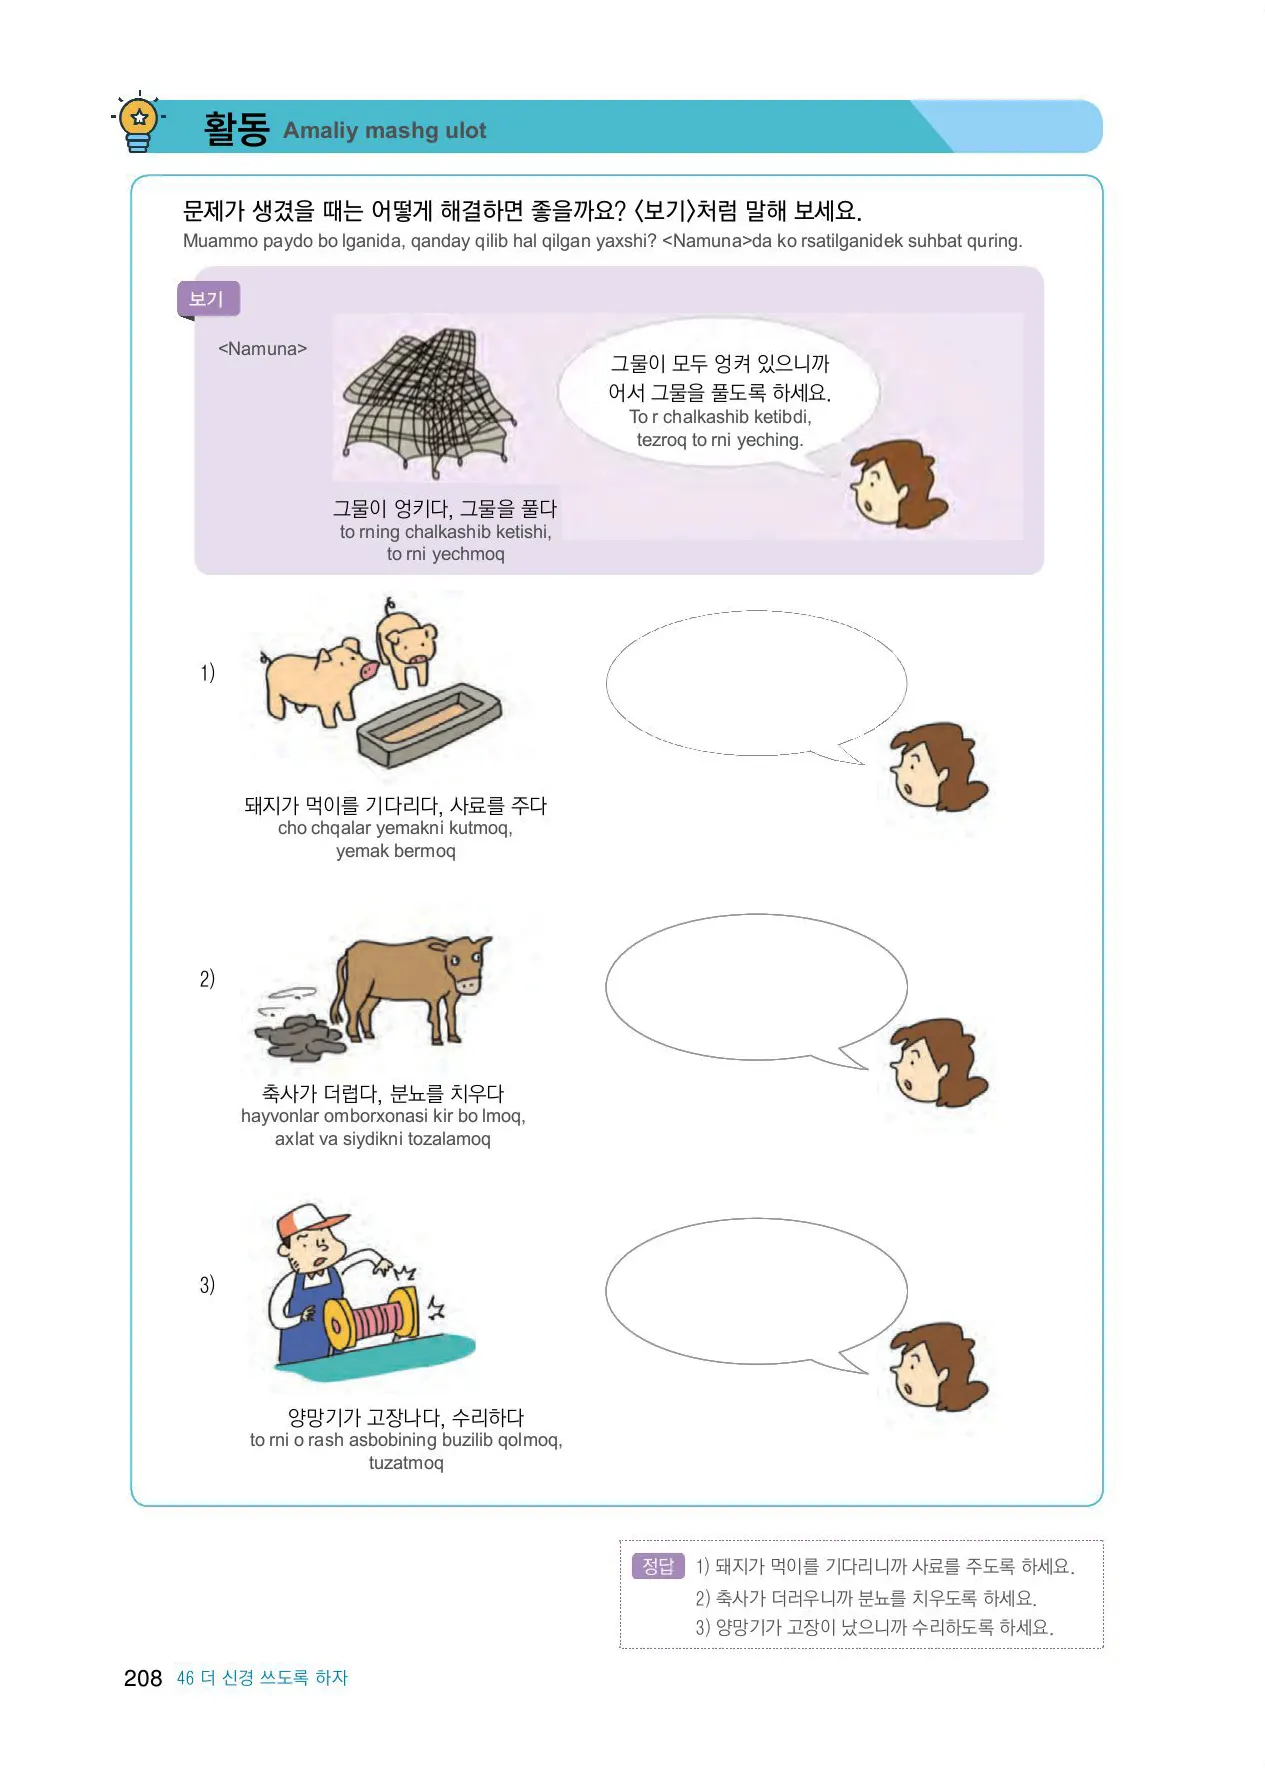 활동 Amaliy mashg ulot
문제가 생겼을 때는 어떻게 해결하면 좋을까요? 〈보기〉처럼 말해 보세요.
Muammo paydo bo lganida, qanday qilib hal qilgan yaxshi? <Namuna>da ko rsatilganidek suhbat quring.
보기
<Namuna>
그물이 모두 엉켜 있으니까
어서 그물을 풀도록 하세요.
To r chalkashib ketibdi,
tezroq to rni yeching.
그물이 엉키다, 그물을 풀다
to rning chalkashib ketishi,
to rni yechmoq
1)
돼지가 먹이를 기다리다, 사료를 주다
cho chqalar yemakni kutmoq,
yemak bermoq
2)
축사가 더럽다, 분뇨를 치우다
hayvonlar omborxonasi kir bo lmoq,
axlat va siydikni tozalamoq
3)
양망기가 고장나다, 수리하다
to rni o rash asbobining buzilib qolmoq,
tuzatmoq
정답 1) 돼지가 먹이를 기다리니까 사료를 주도록 하세요.
2) 축사가 더러우니까 분뇨를 치우도록 하세요.
3) 양망기가 고장이 났으니까 수리하도록 하세요.
208 46 더 신경 쓰도록 하자